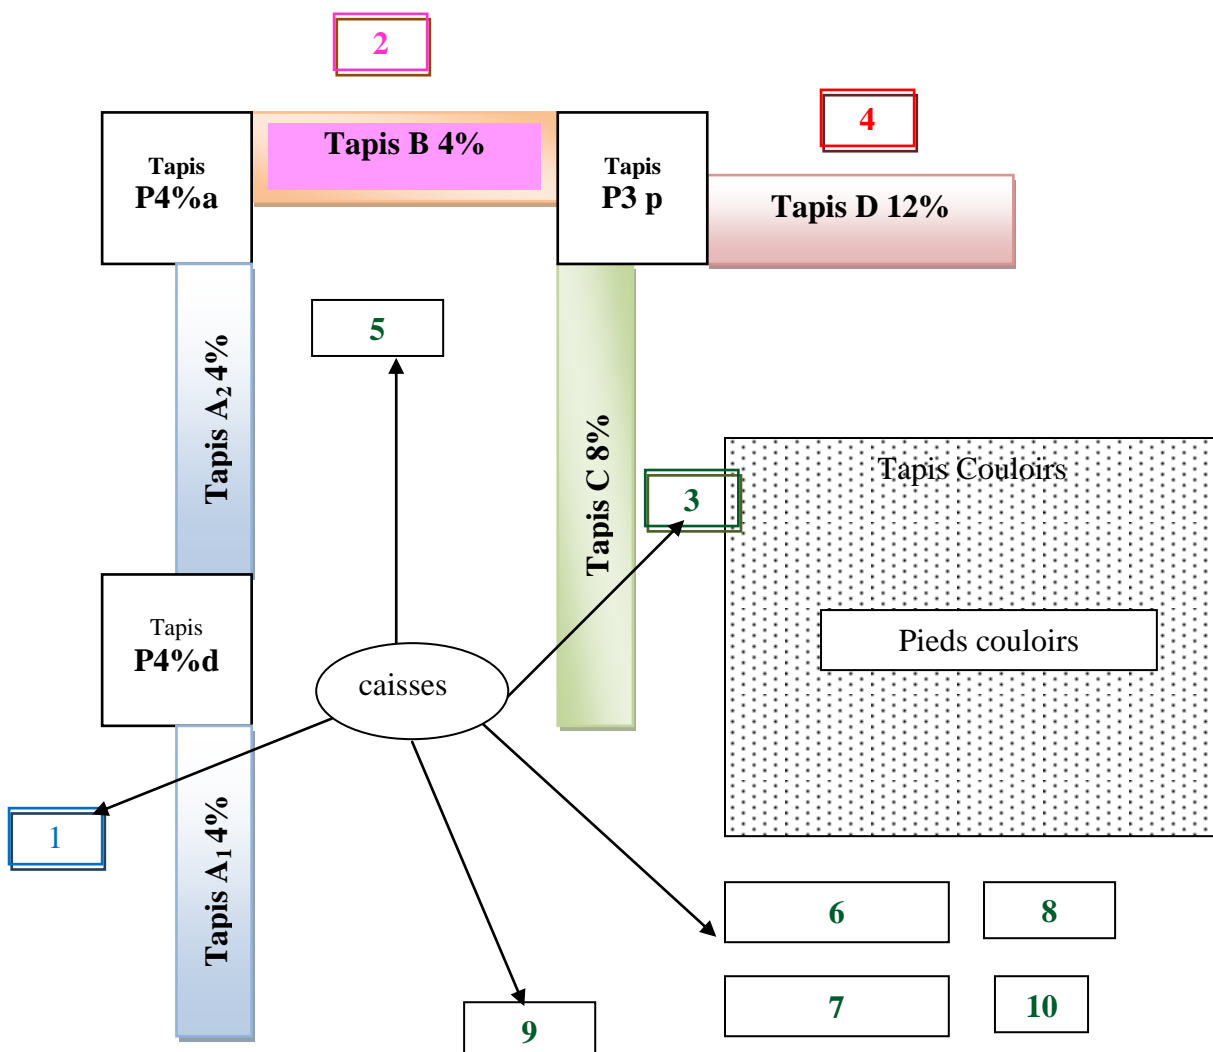 2
4
Tapis
P4%a
Tapis B 4%
Tapis
P3 p
Tapis D 12%
5
Tapis A2 4%
Tapis C 8%
3
Tapis Couloirs
Tapis
P4%d
Pieds couloirs
caisses
1
Tapis A1 4%
6
8
7
10
9